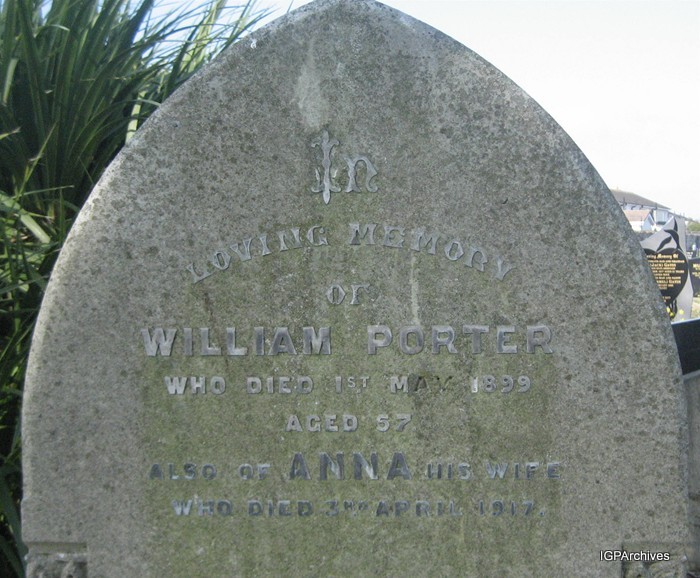 In
LOVING MEMORY
OF
WILLIAM PORTER
WHO DIED 1ST MAY 1899
AGED 57
ALSO OF ANNA HIS WIFE
WHO DIED 3RD APRIL 1917.
IGPArchives